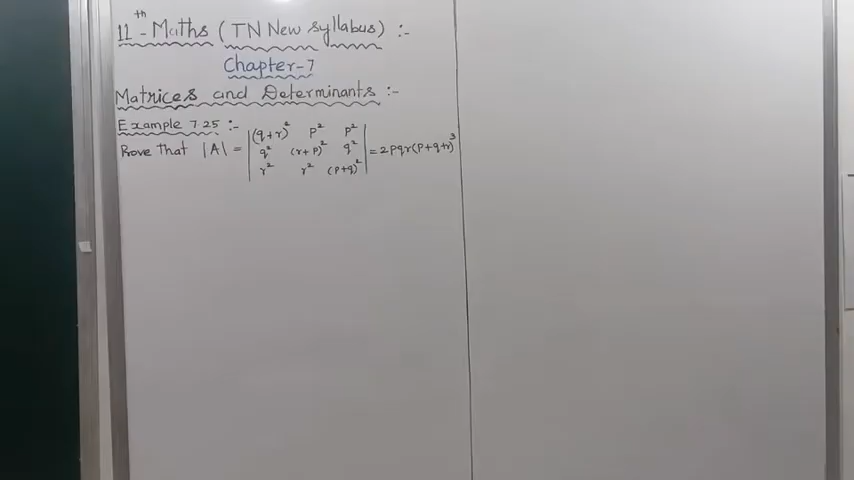 11th - Maths (TN New syllabus) :-
Chapter-7
Matrices and Determinants :-
Example 7.25 :-
Prove that |A| = | (q+r)² p² p² |
| q² (r+p)² q² | = 2pqr(p+q+r)³
| r² r² (p+q)² |